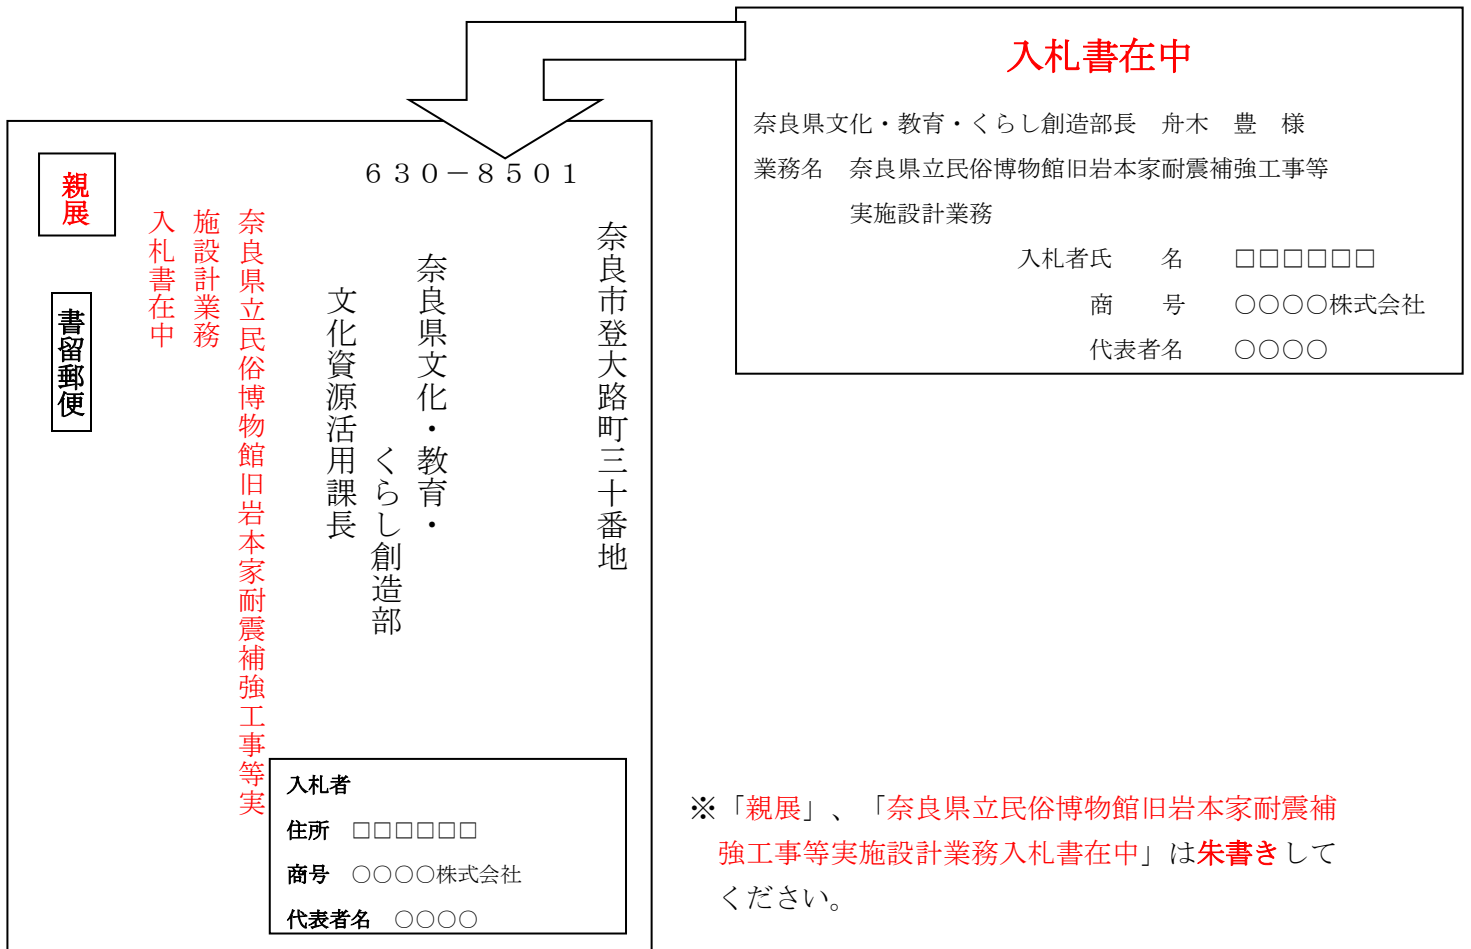 入札書在中
奈良県文化・教育・くらし創造部長　舟木　豊　様
業務名　奈良県立民俗博物館旧岩本家耐震補強工事等
実施設計業務
入札者氏　名　□□□□□□
商　号　○○○○株式会社
代表者名　○○○○
６３０－８５０１
奈良市登大路町三十番地
奈良県文化・教育・
くらし創造部
文化資源活用課長
奈良県立民俗博物館旧岩本家耐震補強工事等実
施設計業務
入札書在中
親展
書留郵便
入札者
住所　□□□□□□
商号　○○○○株式会社
代表者名　○○○○
※「親展」、「奈良県立民俗博物館旧岩本家耐震補
強工事等実施設計業務入札書在中」は朱書きして
ください。